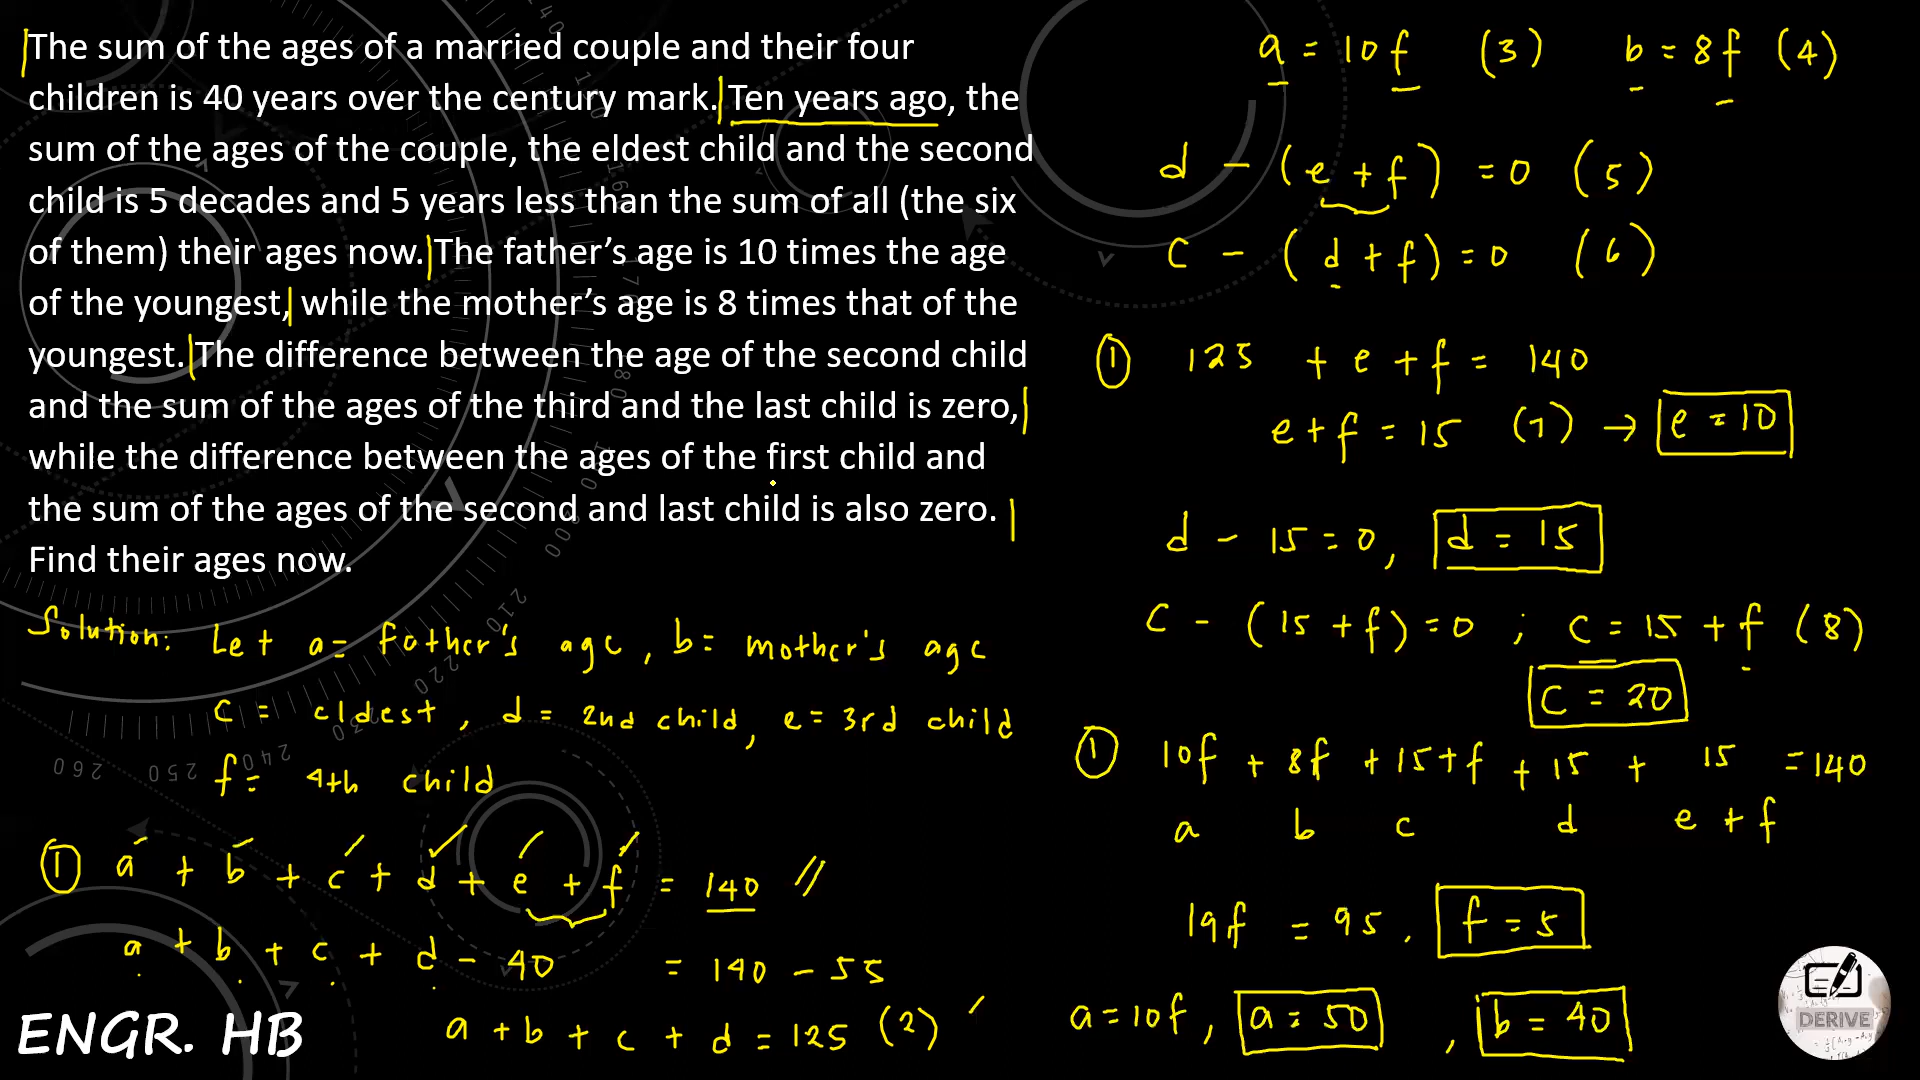 The sum of the ages of a married couple and their four
children is 40 years over the century mark. Ten years ago, the
sum of the ages of the couple, the eldest child and the second
child is 5 decades and 5 years less than the sum of all (the six
of them) their ages now. The father's age is 10 times the age
of the youngest, while the mother's age is 8 times that of the
youngest. The difference between the age of the second child
and the sum of the ages of the third and the last child is zero,
while the difference between the ages of the first child and
the sum of the ages of the second and last child is also zero.
Find their ages now.
Solution: Let a = father's age, b = mother's age
c = eldest, d = 2nd child, e = 3rd child
f = 4th child
① a + b + c + d + e + f = 140 //
a + b + c + d - 40 = 140 - 55
a + b + c + d = 125 (2)
ENGR. HB
a = 10f (3) b = 8f (4)
d - (e + f) = 0 (5)
c - (d + f) = 0 (6)
① 125 + e + f = 140
e + f = 15 (7) → e = 10
d - 15 = 0, d = 15
c - (15 + f) = 0 ; c = 15 + f (8)
c = 20
① 10f + 8f + 15 + f + 15 + 15 = 140
a b c d e + f
19f = 95, f = 5
a = 10f, a = 50, b = 40
DERIVE